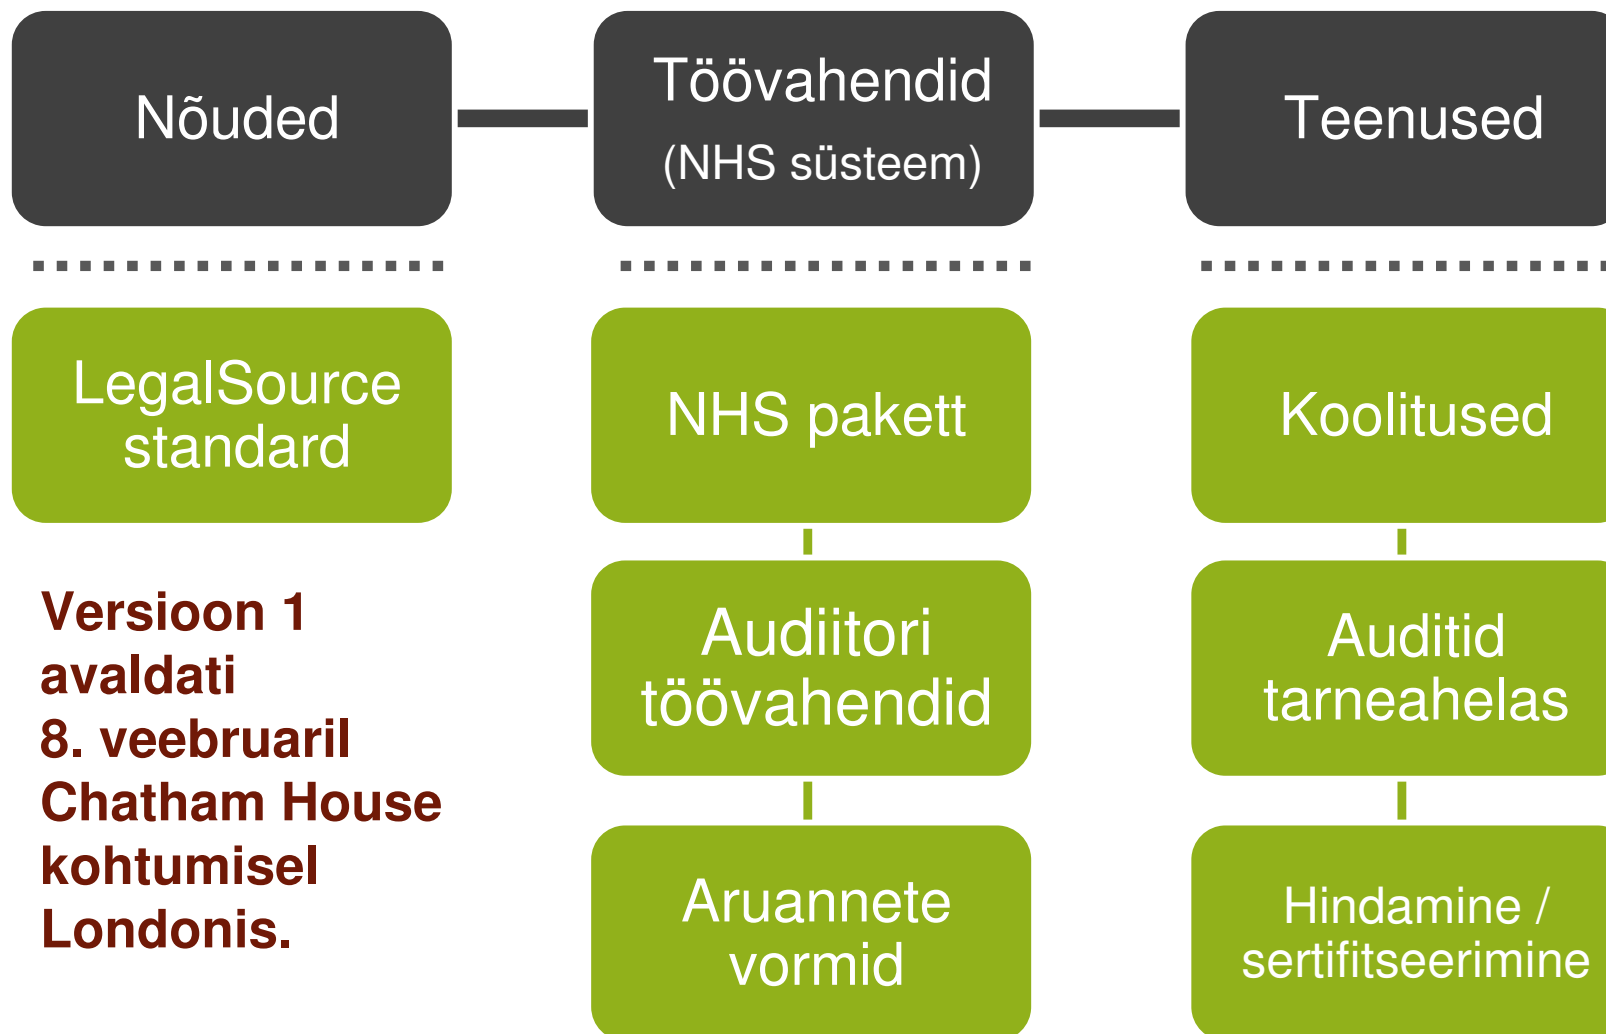 Nõuded
Töövahendid
(NHS süsteem)
Teenused
LegalSource
standard
Versioon 1
avaldati
8. veebruaril
Chatham House
kohtumisel
Londonis.
NHS pakett
Audiitori
töövahendid
Aruannete
vormid
Koolitused
Auditid
tarneahelas
Hindamine /
sertifitseerimine